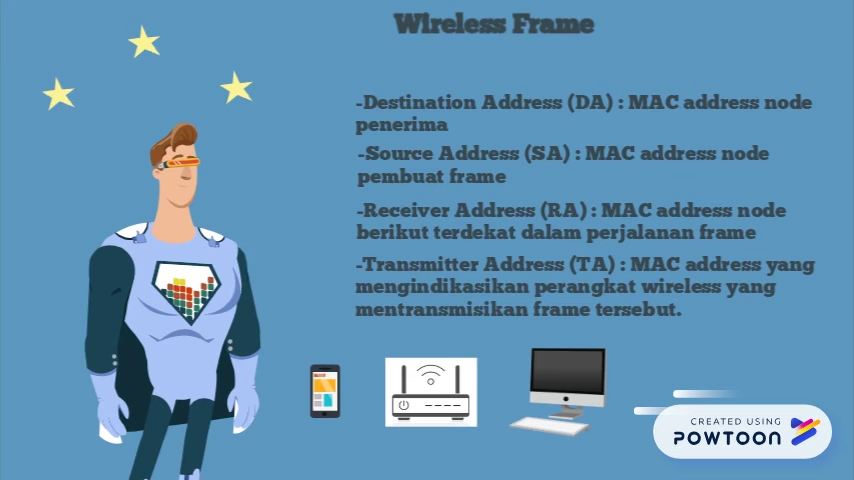 Wireless Frame
-Destination Address (DA) : MAC address node
penerima
-Source Address (SA) : MAC address node
pembuat frame
-Receiver Address (RA) : MAC address node
berikut terdekat dalam perjalanan frame
-Transmitter Address (TA) : MAC address yang
mengindikasikan perangkat wireless yang
mentransmisikan frame tersebut.
CREATED USING
POWTOON